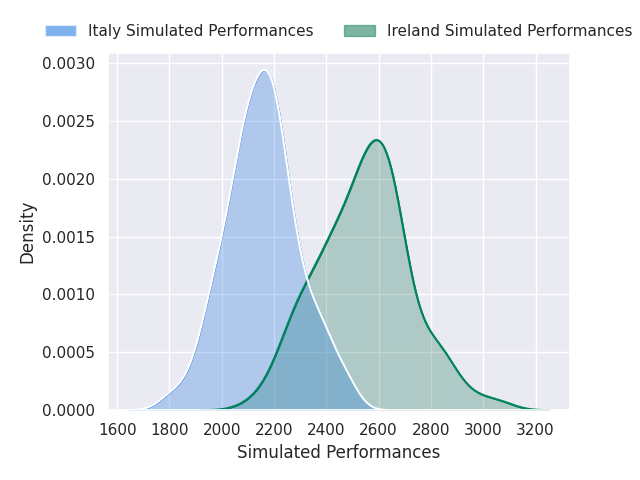 Italy Simulated Performances Ireland Simulated Performances
0.0030
0.0025
0.0020
0.0015
0.0010
0.0005
0.0000
Density
1600 1800 2000 2200 2400 2600 2800 3000 3200
Simulated Performances